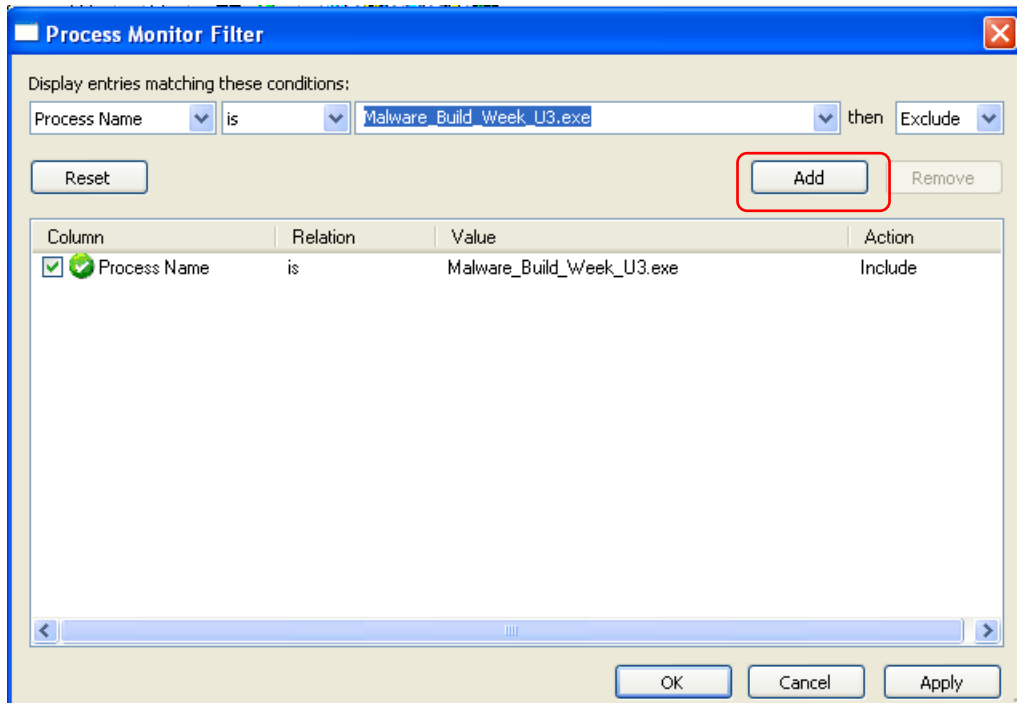 Process Monitor Filter
Display entries matching these conditions:
Process Name is Malware_Build_Week_U3.exe then Exclude
Reset Add Remove
Column Relation Value Action
Process Name is Malware_Build_Week_U3.exe Include
OK Cancel Apply